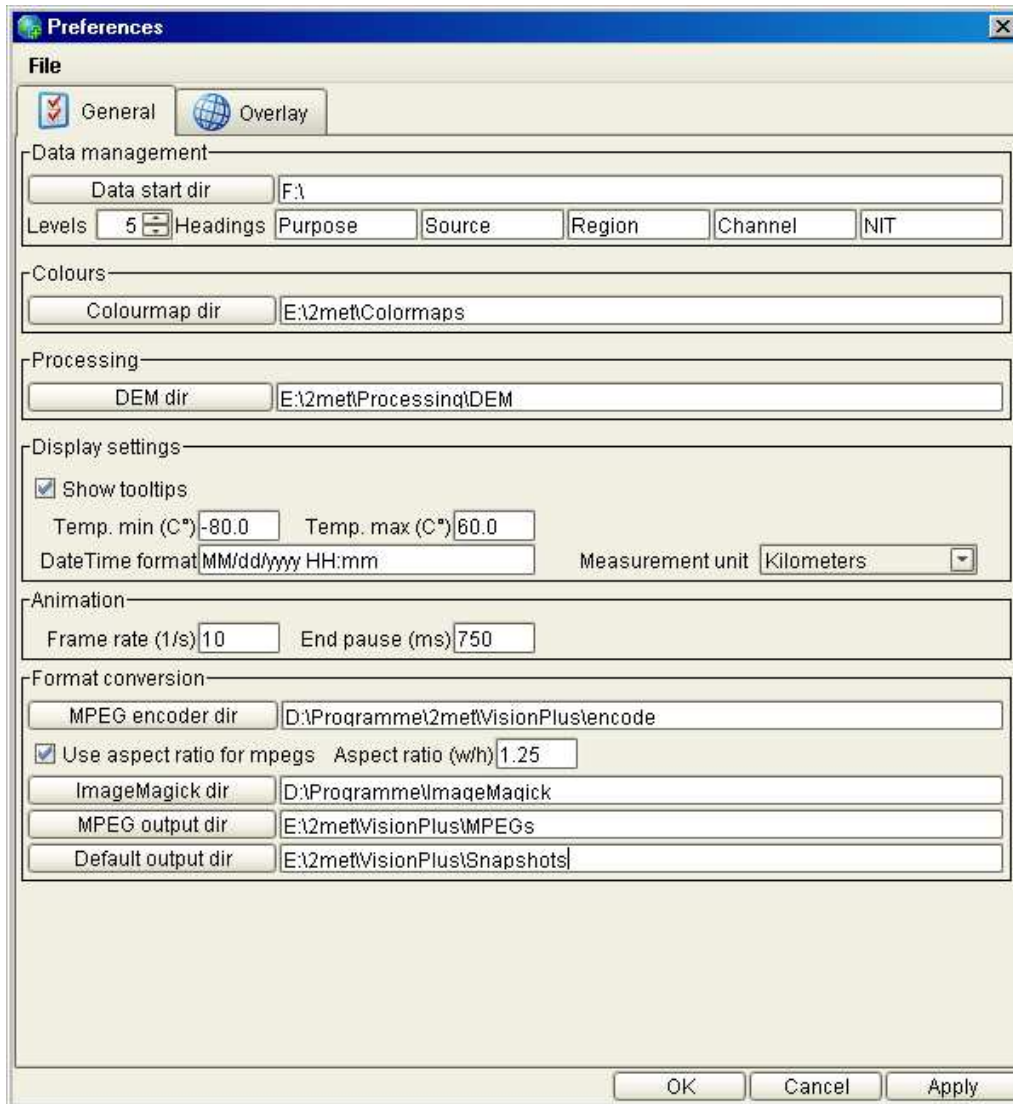 Preferences
File
General Overlay
Data management
Data start dir F:\
Levels 5 Headings Purpose Source Region Channel NIT
Colours
Colourmap dir E:\2met\Colormaps
Processing
DEM dir E:\2met\Processing\DEM
Display settings
Show tooltips
Temp. min (C°) -80.0 Temp. max (C°) 60.0
DateTime format MM/dd/yyyy HH:mm Measurement unit Kilometers
Animation
Frame rate (1/s) 10 End pause (ms) 750
Format conversion
MPEG encoder dir D:\Programme\2met\VisionPlus\encode
Use aspect ratio for mpegs Aspect ratio (w/h) 1.25
ImageMagick dir D:\Programme\ImageMagick
MPEG output dir E:\2met\VisionPlus\MPEGs
Default output dir E:\2met\VisionPlus\Snapshots
OK Cancel Apply